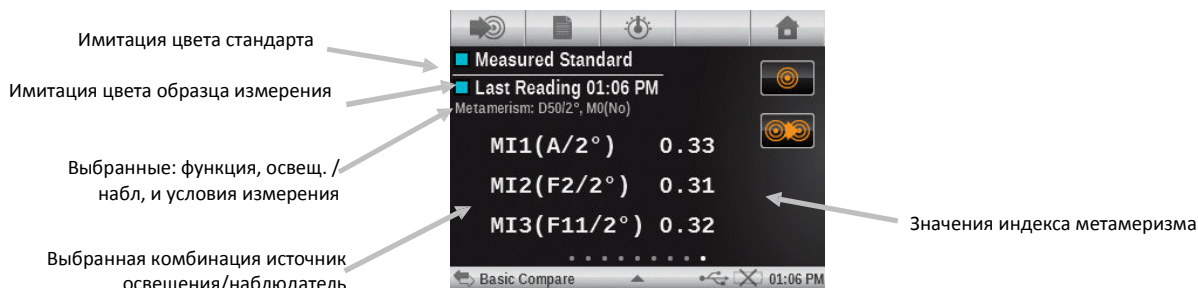 Имитация цвета стандарта
Имитация цвета образца измерения
Выбранные: функция, освещ. /
набл, и условия измерения
Выбранная комбинация источник
освещения/наблюдатель
Measured Standard
Last Reading 01:06 PM
Metamerism: D50/2°, M0(No)
MI1(A/2°) 0.33
MI2(F2/2°) 0.31
MI3(F11/2°) 0.32
Basic Compare 01:06 PM
Значения индекса метамеризма